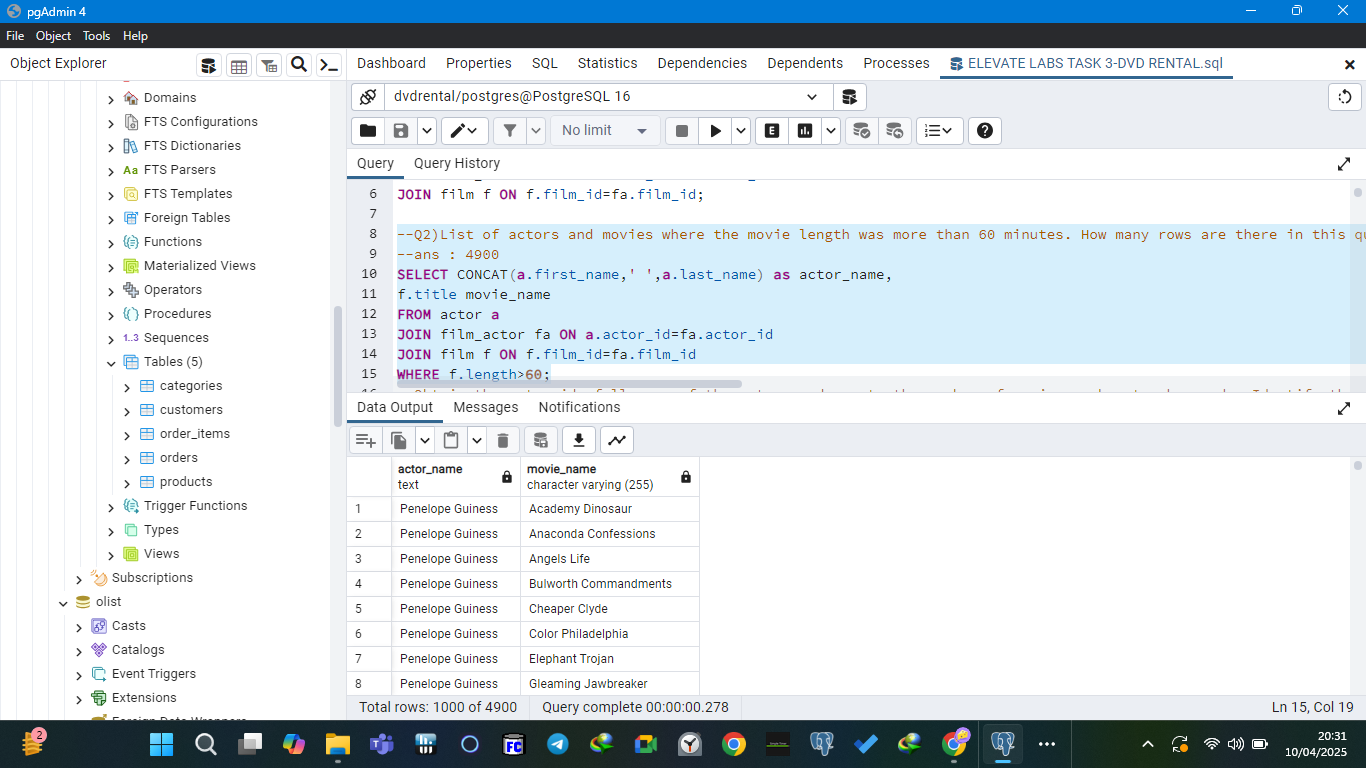 pgAdmin 4
File Object Tools Help
Object Explorer
Dashboard Properties SQL Statistics Dependencies Dependents Processes ELEVATE LABS TASK 3-DVD RENTAL.sql
Domains
FTS Configurations
FTS Dictionaries
Aa FTS Parsers
FTS Templates
Foreign Tables
Functions
Materialized Views
Operators
Procedures
1..3 Sequences
Tables (5)
categories
customers
order_items
orders
products
Trigger Functions
Types
Views
Subscriptions
olist
Casts
Catalogs
Event Triggers
Extensions
Foreign Data Wrappers
dvdrental/postgres@PostgreSQL 16
No limit
E
Query Query History
6 JOIN film f ON f.film_id=fa.film_id;
7
8 --Q2)List of actors and movies where the movie length was more than 60 minutes. How many rows are there in this qu
9 --ans : 4900
10 SELECT CONCAT(a.first_name,' ',a.last_name) as actor_name,
11 f.title movie_name
12 FROM actor a
13 JOIN film_actor fa ON a.actor_id=fa.actor_id
14 JOIN film f ON f.film_id=fa.film_id
15 WHERE f.length>60;
Data Output Messages Notifications
actor_name movie_name
text character varying (255)
1 Penelope Guiness Academy Dinosaur
2 Penelope Guiness Anaconda Confessions
3 Penelope Guiness Angels Life
4 Penelope Guiness Bulworth Commandments
5 Penelope Guiness Cheaper Clyde
6 Penelope Guiness Color Philadelphia
7 Penelope Guiness Elephant Trojan
8 Penelope Guiness Gleaming Jawbreaker
Total rows: 1000 of 4900 Query complete 00:00:00.278 Ln 15, Col 19
2
FC
20:31
10/04/2025